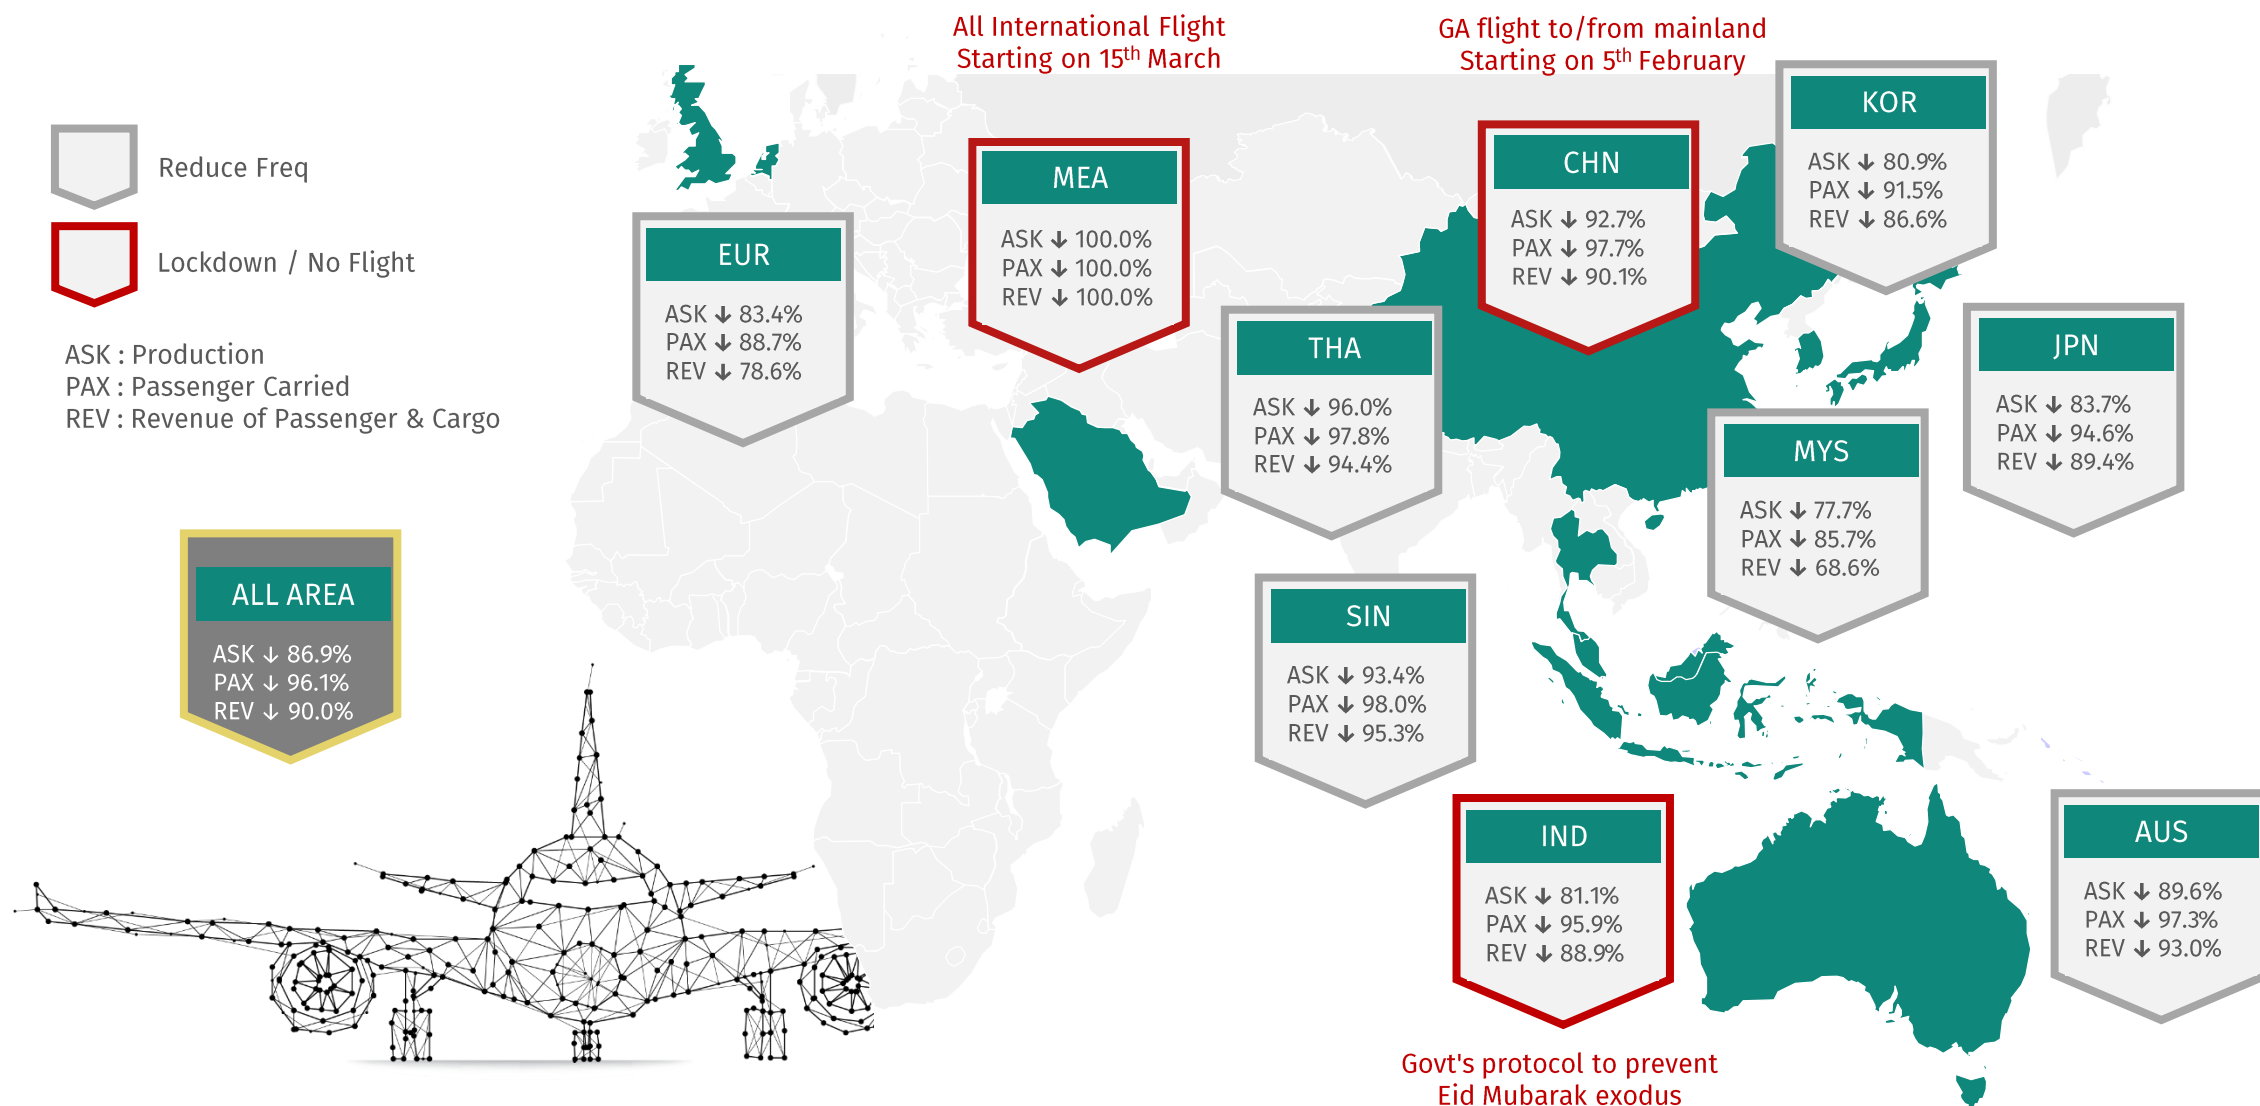 All International Flight
Starting on 15th March
GA flight to/from mainland
Starting on 5th February
Reduce Freq
Lockdown / No Flight
ASK : Production
PAX : Passenger Carried
REV : Revenue of Passenger & Cargo
ALL AREA
ASK ↓ 86.9%
PAX ↓ 96.1%
REV ↓ 90.0%
EUR
ASK ↓ 83.4%
PAX ↓ 88.7%
REV ↓ 78.6%
MEA
ASK ↓ 100.0%
PAX ↓ 100.0%
REV ↓ 100.0%
THA
ASK ↓ 96.0%
PAX ↓ 97.8%
REV ↓ 94.4%
CHN
ASK ↓ 92.7%
PAX ↓ 97.7%
REV ↓ 90.1%
KOR
ASK ↓ 80.9%
PAX ↓ 91.5%
REV ↓ 86.6%
JPN
ASK ↓ 83.7%
PAX ↓ 94.6%
REV ↓ 89.4%
MYS
ASK ↓ 77.7%
PAX ↓ 85.7%
REV ↓ 68.6%
SIN
ASK ↓ 93.4%
PAX ↓ 98.0%
REV ↓ 95.3%
IND
ASK ↓ 81.1%
PAX ↓ 95.9%
REV ↓ 88.9%
AUS
ASK ↓ 89.6%
PAX ↓ 97.3%
REV ↓ 93.0%
Govt's protocol to prevent
Eid Mubarak exodus